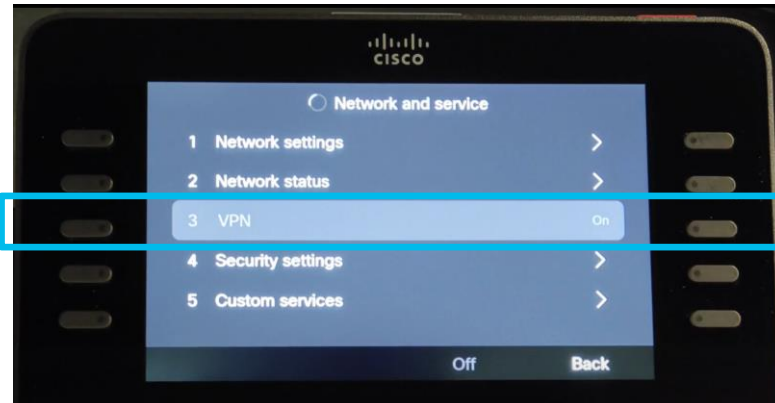 CISCO
Network and service
1 Network settings
2 Network status
3 VPN On
4 Security settings
5 Custom services
Off Back